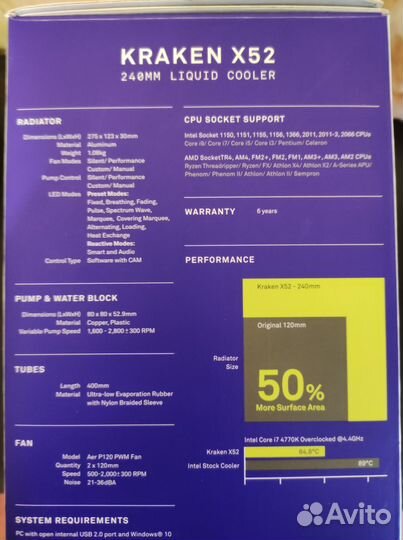 KRAKEN X52
240MM LIQUID COOLER
RADIATOR
Dimensions (LxWxH) 275 x 123 x 30mm
Material Aluminum
Weight 1.08kg
Fan Modes Silent/ Performance
Custom/ Manual
Pump Control Silent/ Performance
Custom/ Manual
LED Modes Preset Modes:
Fixed, Breathing, Fading,
Pulse, Spectrum Wave,
Marquee, Covering Marquee,
Alternating, Loading,
Heat Exchange
Reactive Modes:
Smart and Audio
Control Type Software with CAM
PUMP & WATER BLOCK
Dimensions (LxWxH) 80 x 80 x 52.9mm
Material Copper, Plastic
Variable Pump Speed 1,600 - 2,800±300 RPM
TUBES
Length 400mm
Material Ultra-low Evaporation Rubber
with Nylon Braided Sleeve
FAN
Model Aer P120 PWM Fan
Quantity 2 x 120mm
Speed 500-2,000±300 RPM
Noise 21-36dBA
SYSTEM REQUIREMENTS
PC with open internal USB 2.0 port and Windows® 10
CPU SOCKET SUPPORT
Intel Socket 1150, 1151, 1155, 1156, 1366, 2011, 2011-3, 2066 CPUs
Core i9/ Core i7/ Core i5/ Core i3/ Pentium/ Celeron
AMD SocketTR4, AM4, FM2+, FM2, FM1, AM3+, AM3, AM2 CPUs
Ryzen Threadripper/ Ryzen/ FX/ Athlon X4/ Athlon X2/ A-Series APU/
Phenom/ Phenom II/ Athlon/ Athlon II/ Sempron
WARRANTY 6 years
PERFORMANCE
Kraken X52 - 240mm
Original 120mm
Radiator
Size
50%
More Surface Area
Intel Core i7 4770K Overclocked @4.4GHz
Kraken X52 64.8°C
Intel Stock Cooler 89°C
Avito